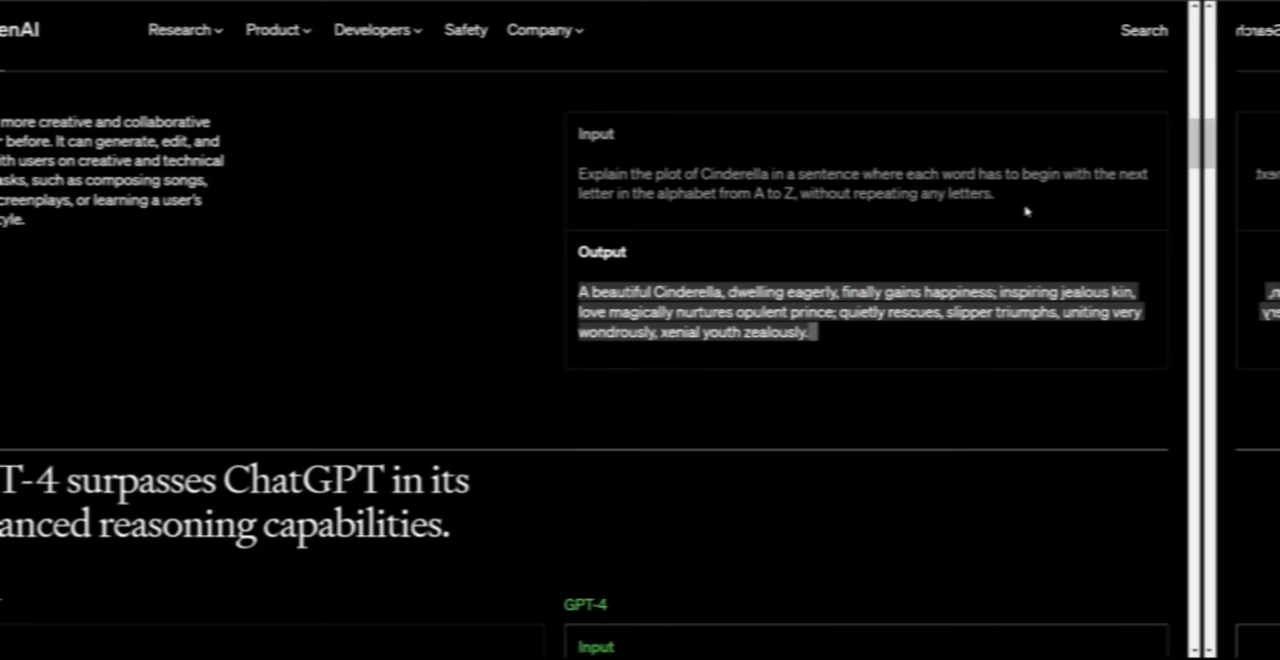 enAI
Research
Product
Developers
Safety
Company
Search
more creative and collaborative
before. It can generate, edit, and
ith users on creative and technical
asks, such as composing songs,
creenplays, or learning a user's
tyle.
Input
Explain the plot of Cinderella in a sentence where each word has to begin with the next
letter in the alphabet from A to Z, without repeating any letters.
Output
A beautiful Cinderella, dwelling eagerly, finally gains happiness; inspiring jealous kin,
love magically nurtures opulent prince; quietly rescues, slipper triumphs, uniting very
wondrously, xenial youth zealously.
T-4 surpasses ChatGPT in its
anced reasoning capabilities.
GPT-4
Input